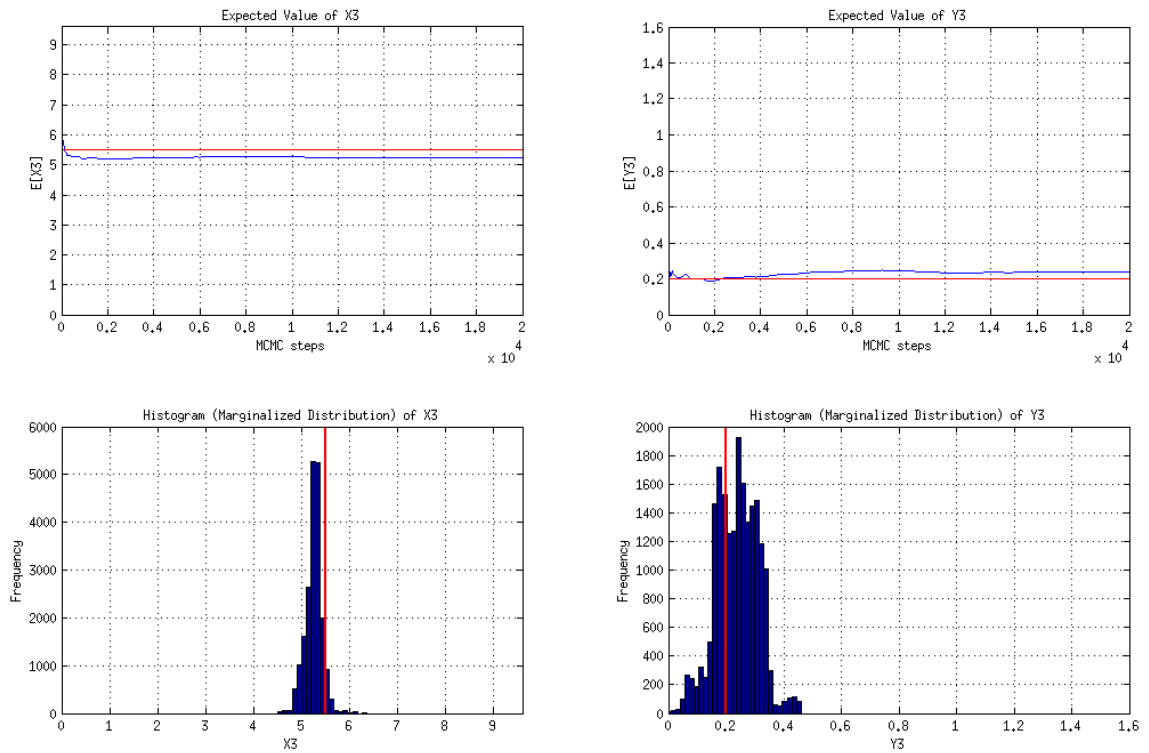 Expected Value of X3
E[X3]
9
8
7
6
5
4
3
2
1
0
0 0.2 0.4 0.6 0.8 1 1.2 1.4 1.6 1.8 2
MCMC steps
x 10 4
Expected Value of Y3
E[Y3]
1.6
1.4
1.2
1
0.8
0.6
0.4
0.2
0
0 0.2 0.4 0.6 0.8 1 1.2 1.4 1.6 1.8 2
MCMC steps
x 10 4
Histogram (Marginalized Distribution) of X3
Frequency
6000
5000
4000
3000
2000
1000
0
0 1 2 3 4 5 6 7 8 9
X3
Histogram (Marginalized Distribution) of Y3
Frequency
2000
1800
1600
1400
1200
1000
800
600
400
200
0
0 0.2 0.4 0.6 0.8 1 1.2 1.4 1.6
Y3